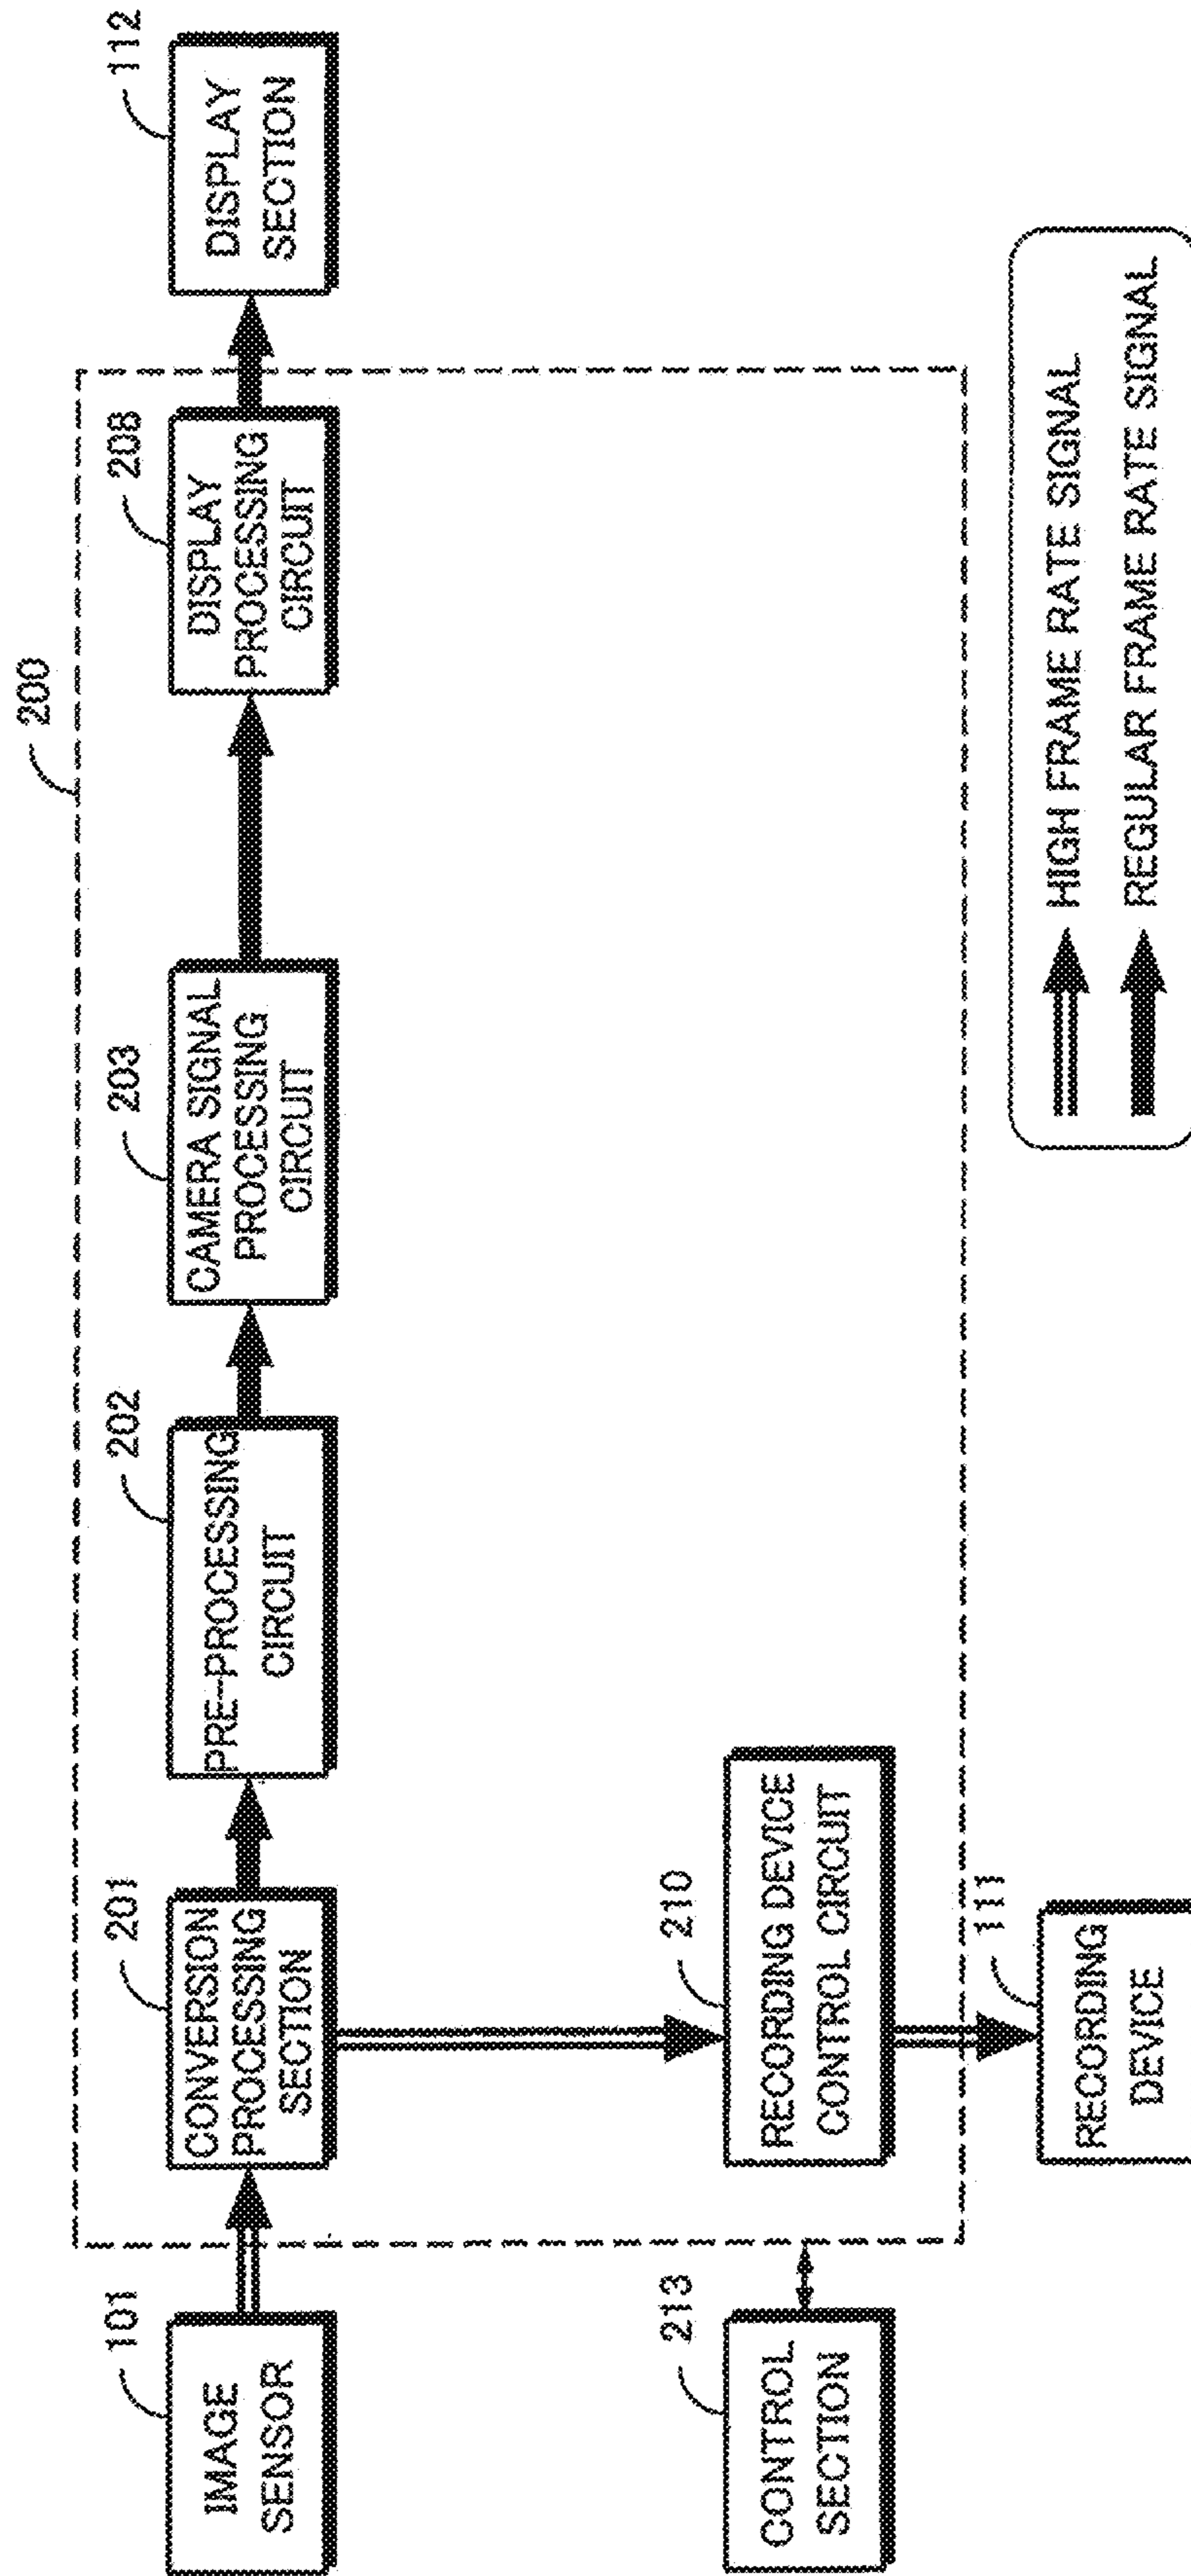 200
101
IMAGE
SENSOR
201
CONVERSION
PROCESSING
SECTION
202
PRE-PROCESSING
CIRCUIT
203
CAMERA SIGNAL
PROCESSING
CIRCUIT
208
DISPLAY
PROCESSING
CIRCUIT
112
DISPLAY
SECTION
213
CONTROL
SECTION
210
RECORDING DEVICE
CONTROL CIRCUIT
111
RECORDING
DEVICE
HIGH FRAME RATE SIGNAL
REGULAR FRAME RATE SIGNAL